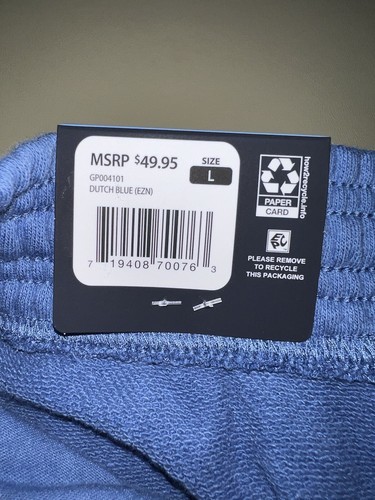 MSRP $49.95
SIZE
L
GP004101
DUTCH BLUE (EZN)
7 19408 70076 3
how2recycle.info
PAPER
CARD
PLEASE REMOVE
TO RECYCLE
THIS PACKAGING